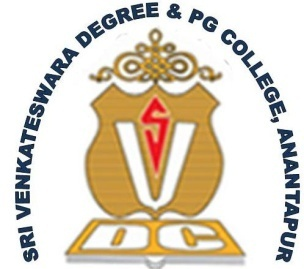 SRI VENKATESWARA DEGREE & PG COLLEGE, ANANTAPUR
S
V
DC